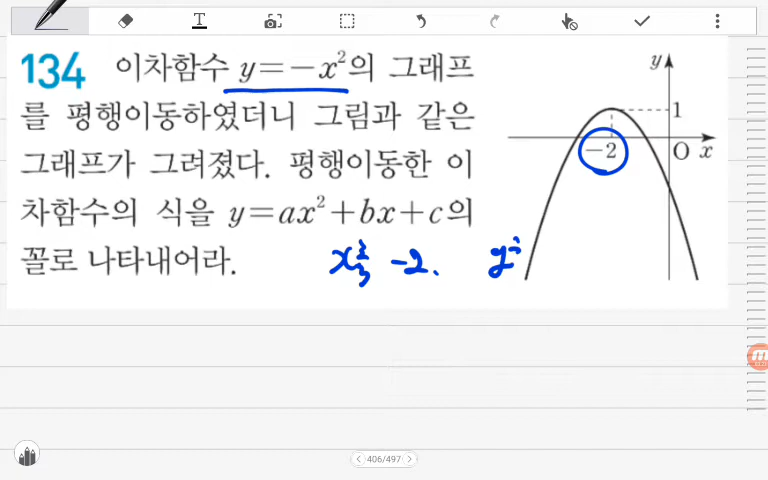 T
134 이차함수 y=-x²의 그래프
를 평행이동하였더니 그림과 같은
그래프가 그려졌다. 평행이동한 이
차함수의 식을 y=ax²+bx+c의
꼴로 나타내어라.
y
1
-2
O x
x축 -2.
406/497